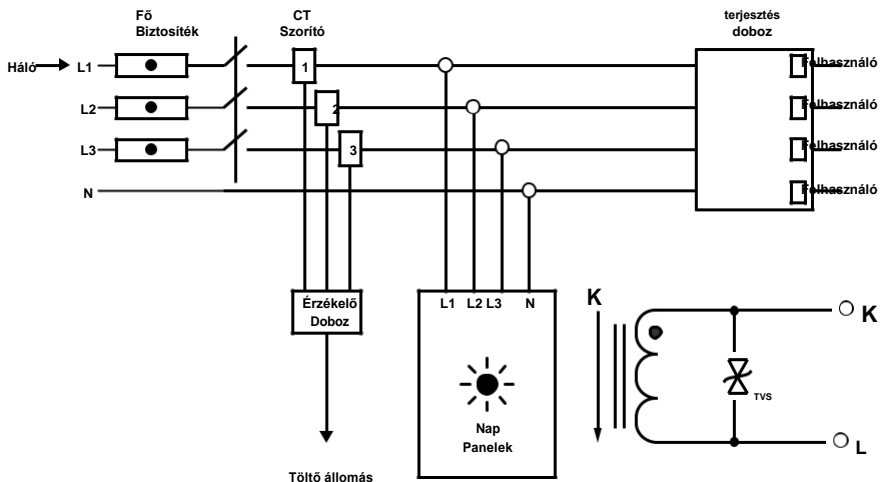 Fő
Biztosíték
CT
Szorító
terjesztés
doboz
Háló
L1
1
Felhasználó
L2
2
Felhasználó
L3
3
Felhasználó
N
Felhasználó
Érzékelő
Doboz
L1 L2 L3 N
Nap
Panelek
Töltő állomás
K
K
TVS
L